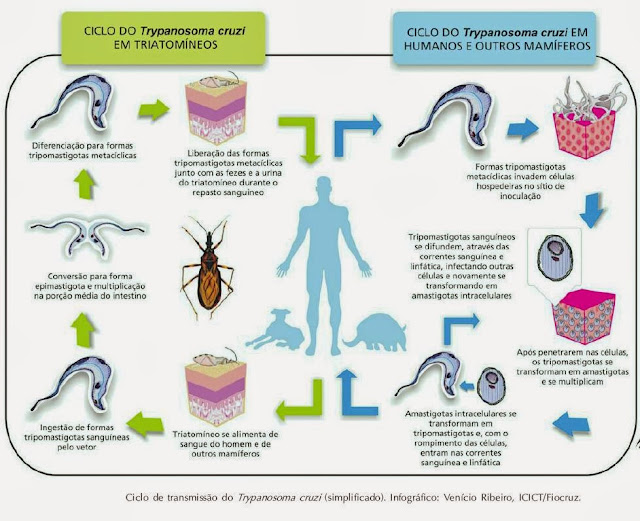 CICLO DO Trypanosoma cruzi
EM TRIATOMÍNEOS
CICLO DO Trypanosoma cruzi EM
HUMANOS E OUTROS MAMÍFEROS
Diferenciação para formas
tripomastigotas metacíclicas
Liberação das formas
tripomastigotas metacíclicas
junto com as fezes e a urina
do triatomíneo durante o
repasto sanguíneo
Formas tripomastigotas
metacíclicas invadem células
hospedeiras no sítio de
inoculação
Conversão para forma
epimastigota e multiplicação
na porção média do intestino
Tripomastigotas sanguíneos
se difundem, através das
correntes sanguínea e
linfática, infectando outras
células e novamente se
transformando em
amastigotas intracelulares
Após penetrarem nas células,
os tripomastigotas se
transformam em amastigotas
e se multiplicam
Ingestão de formas
tripomastigotas sanguíneas
pelo vetor
Triatomíneo se alimenta de
sangue do homem e de
outros mamíferos
Amastigotas intracelulares se
transformam em
tripomastigotas e, com o
rompimento das células,
entram nas correntes
sanguínea e linfática
Ciclo de transmissão do Trypanosoma cruzi (simplificado). Infográfico: Venício Ribeiro, ICICT/Fiocruz.